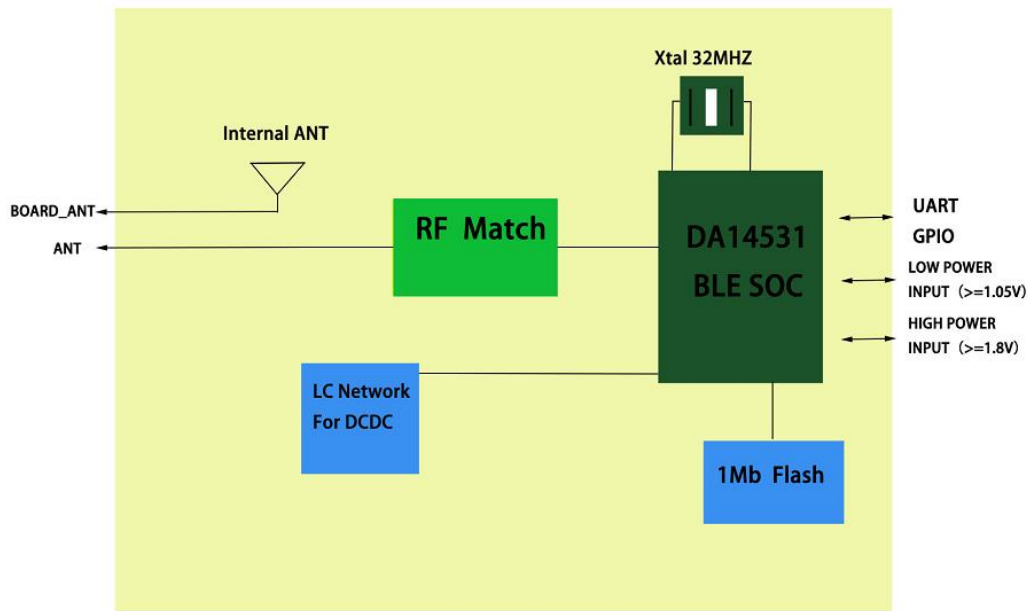 Xtal 32MHZ
Internal ANT
BOARD_ANT
ANT
RF Match
DA14531
BLE SOC
UART
GPIO
LOW POWER
INPUT（>=1.05V）
HIGH POWER
INPUT（>=1.8V）
LC Network
For DCDC
1Mb Flash